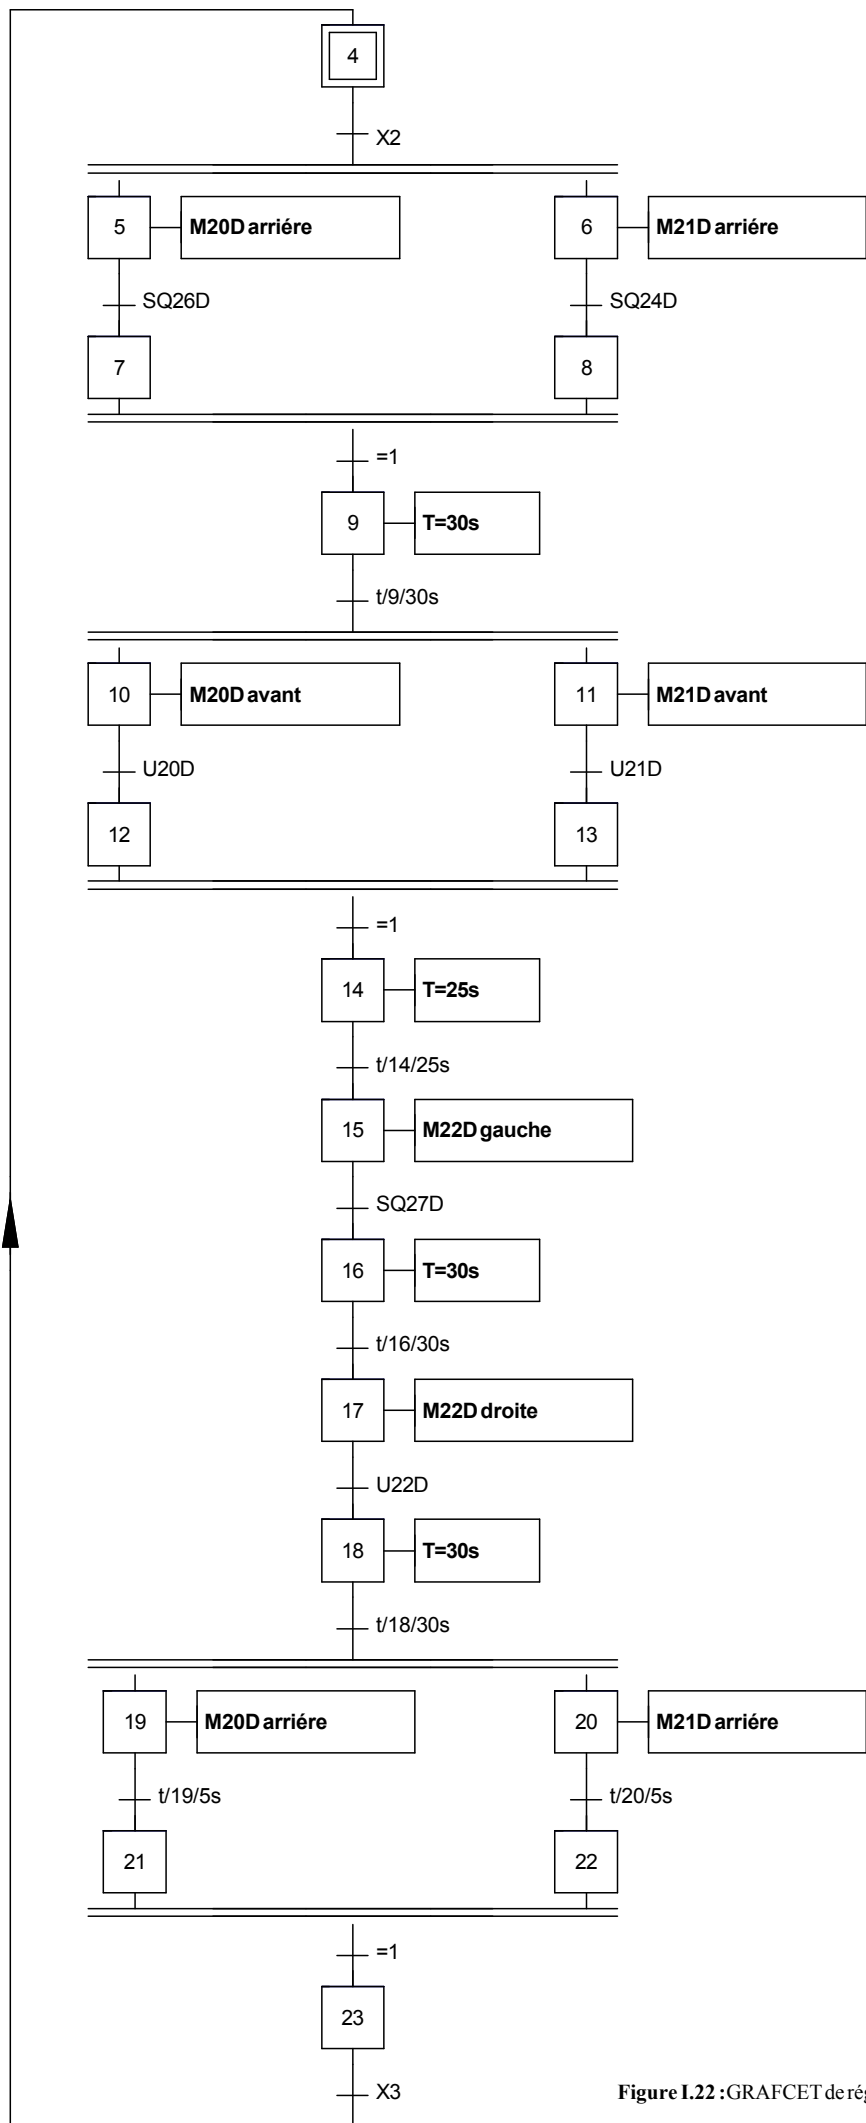 4
X2
5 M20D arriére 6 M21D arriére
SQ26D SQ24D
7 8
=1
9 T=30s
t/9/30s
10 M20D avant 11 M21D avant
U20D U21D
12 13
=1
14 T=25s
t/14/25s
15 M22D gauche
SQ27D
16 T=30s
t/16/30s
17 M22D droite
U22D
18 T=30s
t/18/30s
19 M20D arriére 20 M21D arriére
t/19/5s t/20/5s
21 22
=1
23
X3
Figure I.22 : GRAFCET de